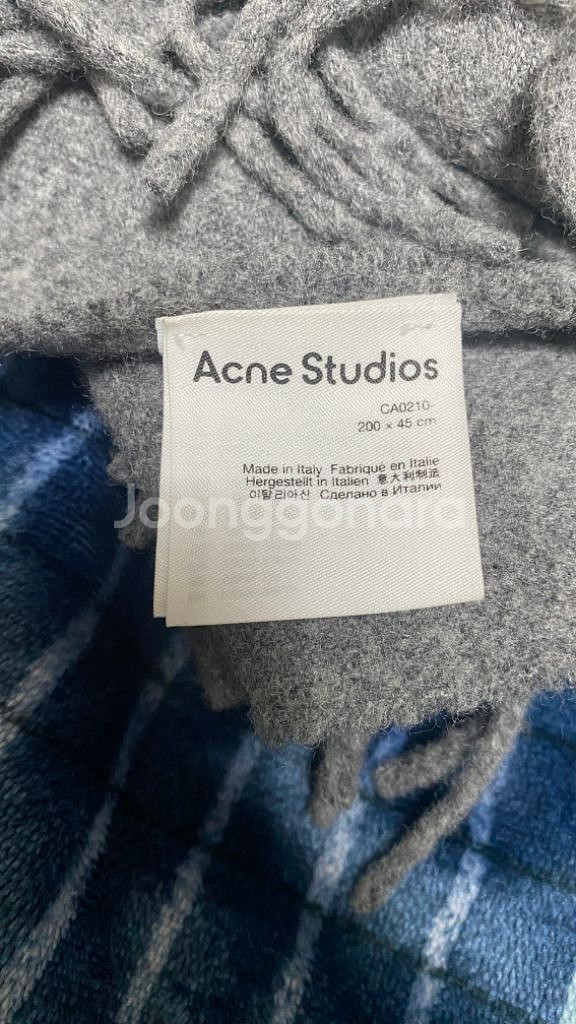 Acne Studios
CA0210-
200 x 45 cm
Made in Italy Fabriqué en Italie
Hergestellt in Italien 意大利制造
이탈리아산 Сделано в Италии
Joonggonara